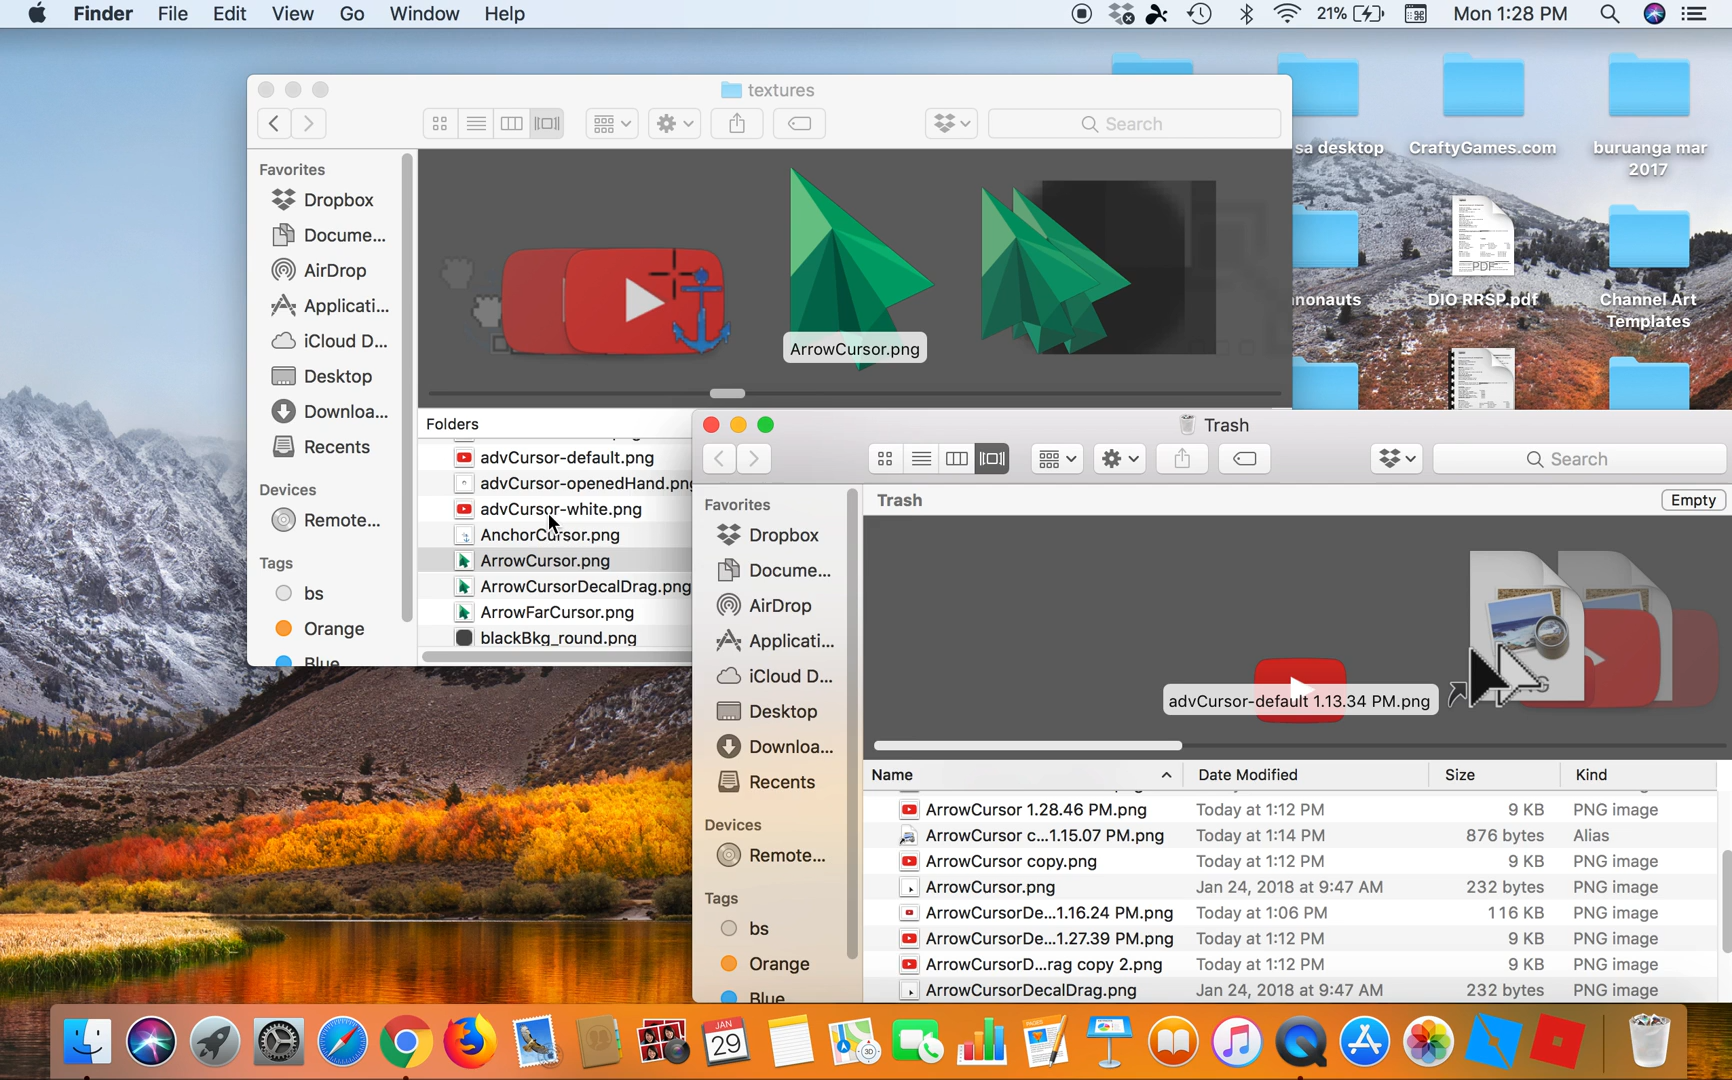 Finder File Edit View Go Window Help
21% Mon 1:28 PM
textures
Search
Favorites
Dropbox
Docume...
AirDrop
Applicati...
iCloud D...
Desktop
Downloa...
Recents
Devices
Remote...
Tags
bs
Orange
Blue
ArrowCursor.png
Folders
advCursor-default.png
advCursor-openedHand.png
advCursor-white.png
AnchorCursor.png
ArrowCursor.png
ArrowCursorDecalDrag.png
ArrowFarCursor.png
blackBkg_round.png
sa desktop
CraftyGames.com
buruanga mar
2017
nonauts
PDF
DIO RRSP.pdf
Channel Art
Templates
Trash
Search
Favorites
Dropbox
Docume...
AirDrop
Applicati...
iCloud D...
Desktop
Downloa...
Recents
Devices
Remote...
Tags
bs
Orange
Blue
Trash
Empty
advCursor-default 1.13.34 PM.png
Name Date Modified Size Kind
ArrowCursor 1.28.46 PM.png Today at 1:12 PM 9 KB PNG image
ArrowCursor c...1.15.07 PM.png Today at 1:14 PM 876 bytes Alias
ArrowCursor copy.png Today at 1:12 PM 9 KB PNG image
ArrowCursor.png Jan 24, 2018 at 9:47 AM 232 bytes PNG image
ArrowCursorDe...1.16.24 PM.png Today at 1:06 PM 116 KB PNG image
ArrowCursorDe...1.27.39 PM.png Today at 1:12 PM 9 KB PNG image
ArrowCursorD...rag copy 2.png Today at 1:12 PM 9 KB PNG image
ArrowCursorDecalDrag.png Jan 24, 2018 at 9:47 AM 232 bytes PNG image
JAN
29
3D
PAGES